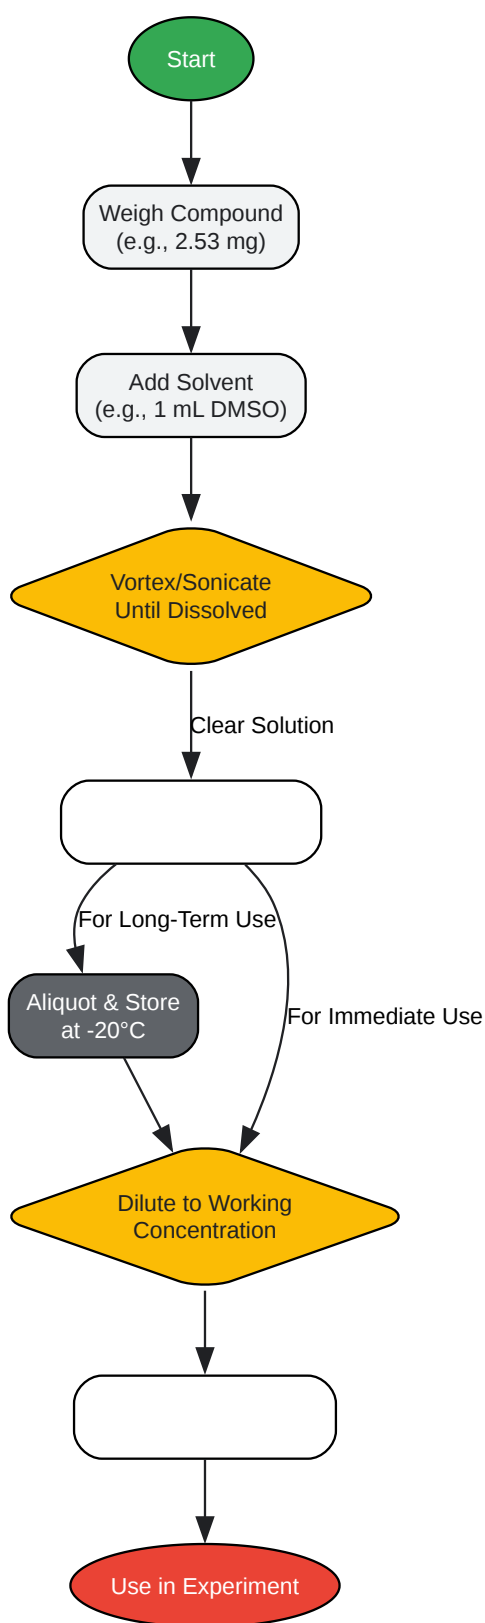 Start
Weigh Compound
(e.g., 2.53 mg)
Add Solvent
(e.g., 1 mL DMSO)
Vortex/Sonicate
Until Dissolved
Clear Solution
For Long-Term Use
Aliquot & Store
at -20°C
For Immediate Use
Dilute to Working
Concentration
Use in Experiment